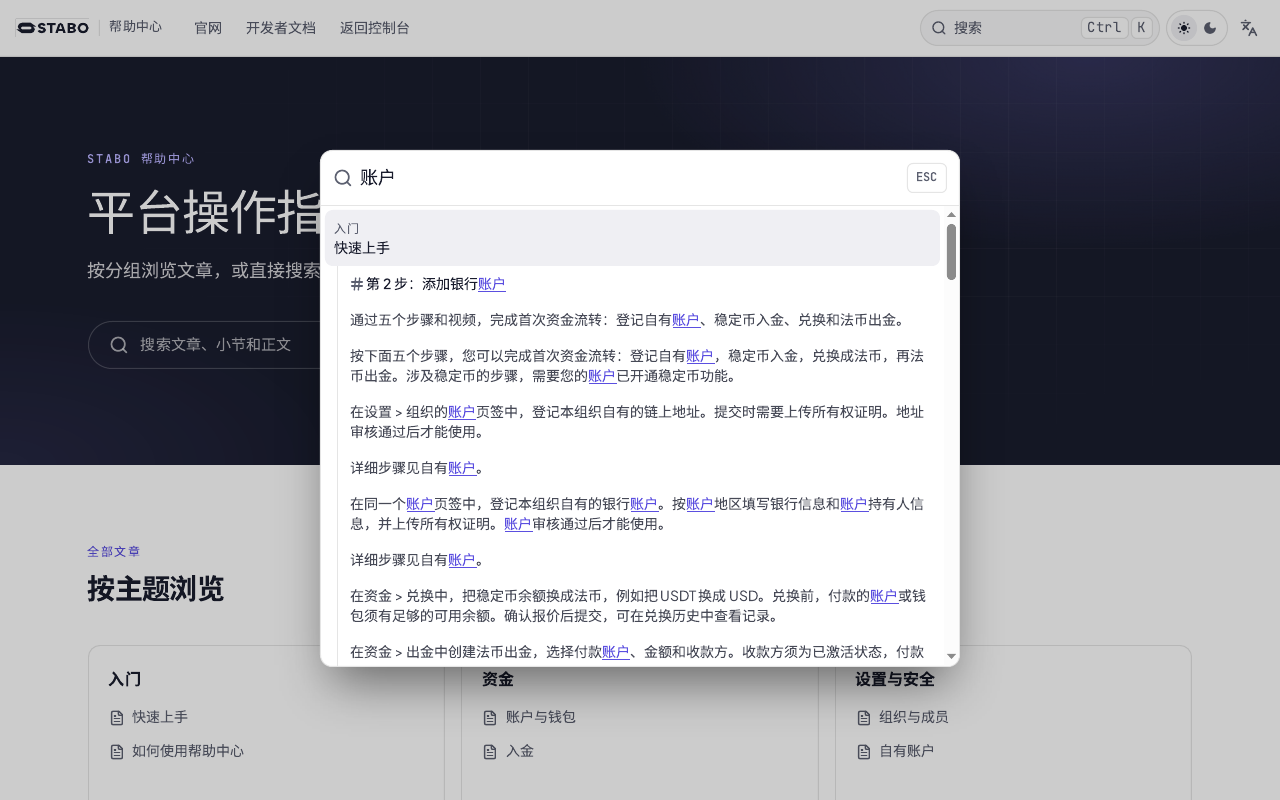 STABO 帮助中心 官网 开发者文档 返回控制台 搜索 Ctrl K
STABO 帮助中心
平台操作指
按分组浏览文章，或直接搜索
搜索文章、小节和正文
账户 ESC
入门
快速上手
# 第 2 步：添加银行账户
通过五个步骤和视频，完成首次资金流转：登记自有账户、稳定币入金、兑换和法币出金。
按下面五个步骤，您可以完成首次资金流转：登记自有账户，稳定币入金，兑换成法币，再法
币出金。涉及稳定币的步骤，需要您的账户已开通稳定币功能。
在设置 > 组织的账户页签中，登记本组织自有的链上地址。提交时需要上传所有权证明。地址
审核通过后才能使用。
详细步骤见自有账户。
在同一个账户页签中，登记本组织自有的银行账户。按账户地区填写银行信息和账户持有人信
息，并上传所有权证明。账户审核通过后才能使用。
详细步骤见自有账户。
在资金 > 兑换中，把稳定币余额换成法币，例如把 USDT 换成 USD。兑换前，付款的账户或钱
包须有足够的可用余额。确认报价后提交，可在兑换历史中查看记录。
在资金 > 出金中创建法币出金，选择付款账户、金额和收款方。收款方须为已激活状态，付款
全部文章
按主题浏览
入门
快速上手
如何使用帮助中心
资金
账户与钱包
入金
设置与安全
组织与成员
自有账户